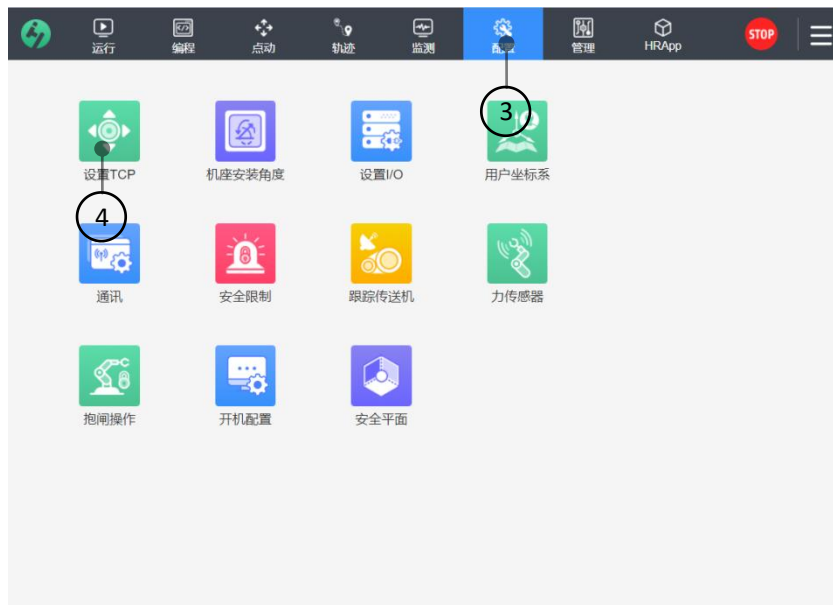 运行 编程 点动 轨迹 监测 配置 管理 HRApp STOP
3
设置TCP 机座安装角度 设置I/O 用户坐标系
4
通讯 安全限制 跟踪传送机 力传感器
抱闸操作 开机配置 安全平面